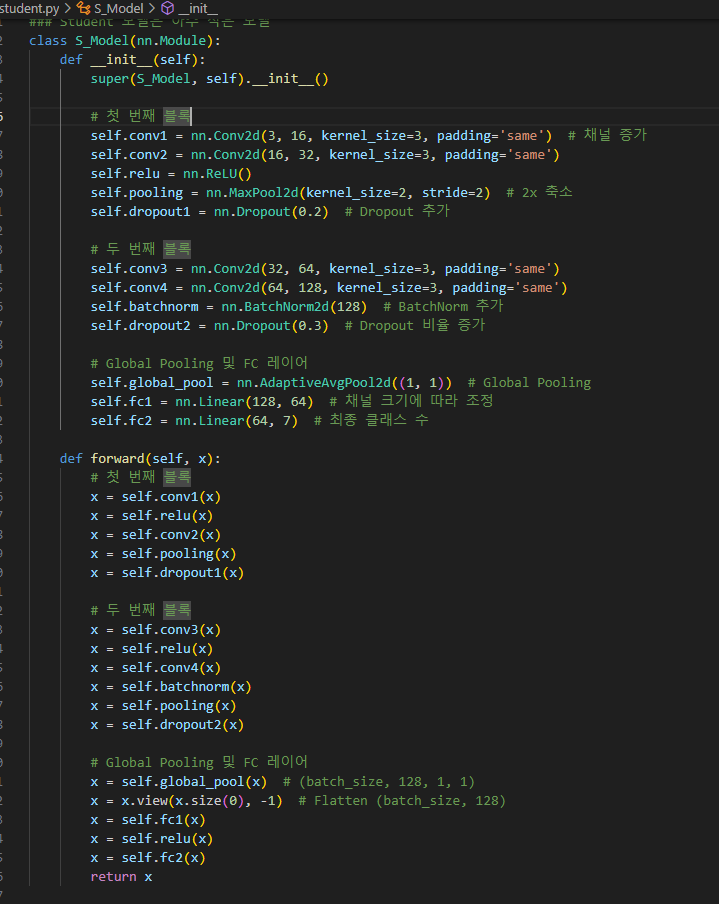 student.py > S_Model > __init__
### Student 모델은 아주 작은 모델
class S_Model(nn.Module):
    def __init__(self):
        super(S_Model, self).__init__()

        # 첫 번째 블록
        self.conv1 = nn.Conv2d(3, 16, kernel_size=3, padding='same')  # 채널 증가
        self.conv2 = nn.Conv2d(16, 32, kernel_size=3, padding='same')
        self.relu = nn.ReLU()
        self.pooling = nn.MaxPool2d(kernel_size=2, stride=2)  # 2x 축소
        self.dropout1 = nn.Dropout(0.2)  # Dropout 추가

        # 두 번째 블록
        self.conv3 = nn.Conv2d(32, 64, kernel_size=3, padding='same')
        self.conv4 = nn.Conv2d(64, 128, kernel_size=3, padding='same')
        self.batchnorm = nn.BatchNorm2d(128)  # BatchNorm 추가
        self.dropout2 = nn.Dropout(0.3)  # Dropout 비율 증가

        # Global Pooling 및 FC 레이어
        self.global_pool = nn.AdaptiveAvgPool2d((1, 1))  # Global Pooling
        self.fc1 = nn.Linear(128, 64)  # 채널 크기에 따라 조정
        self.fc2 = nn.Linear(64, 7)  # 최종 클래스 수

    def forward(self, x):
        # 첫 번째 블록
        x = self.conv1(x)
        x = self.relu(x)
        x = self.conv2(x)
        x = self.pooling(x)
        x = self.dropout1(x)

        # 두 번째 블록
        x = self.conv3(x)
        x = self.relu(x)
        x = self.conv4(x)
        x = self.batchnorm(x)
        x = self.pooling(x)
        x = self.dropout2(x)

        # Global Pooling 및 FC 레이어
        x = self.global_pool(x)  # (batch_size, 128, 1, 1)
        x = x.view(x.size(0), -1)  # Flatten (batch_size, 128)
        x = self.fc1(x)
        x = self.relu(x)
        x = self.fc2(x)
        return x